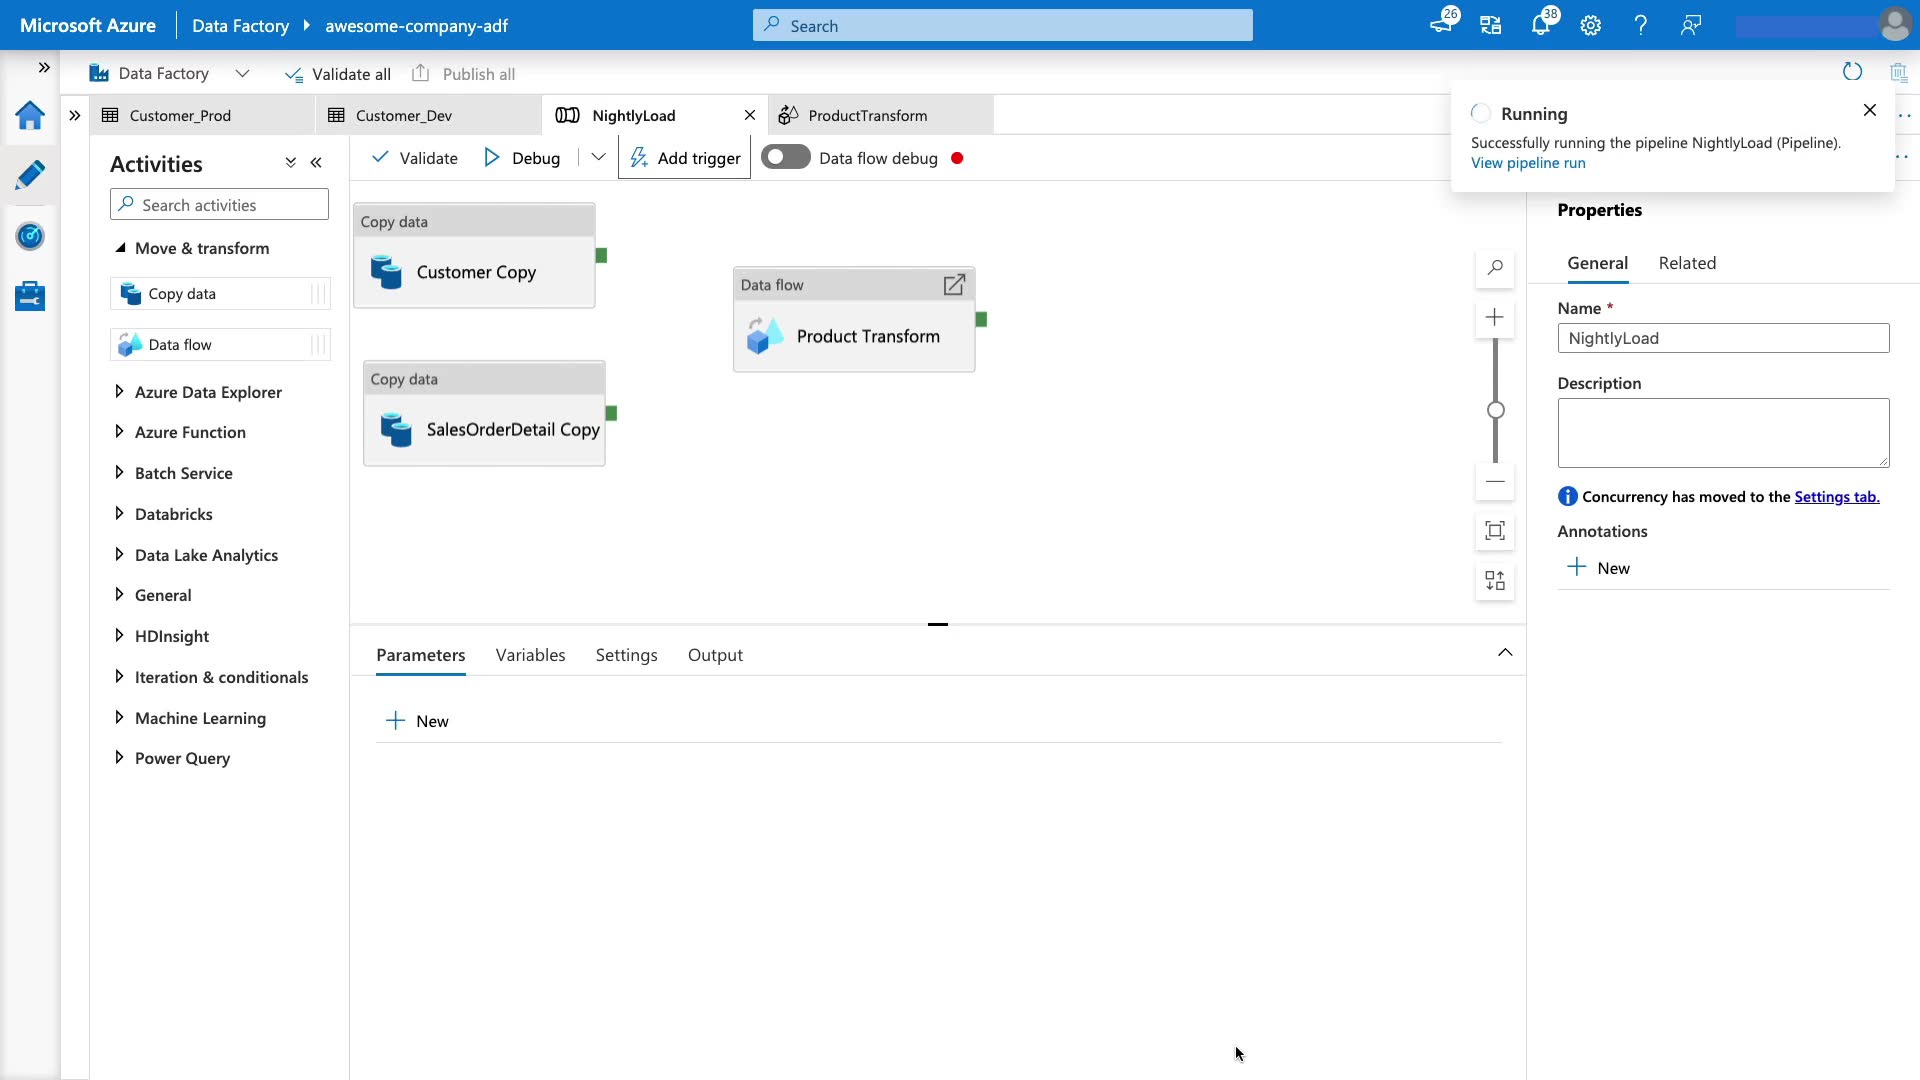 Microsoft Azure
Data Factory
awesome-company-adf
Search
26
38
Data Factory
Validate all
Publish all
Customer_Prod
Customer_Dev
NightlyLoad
ProductTransform
Running
Successfully running the pipeline NightlyLoad (Pipeline).
View pipeline run
Activities
Search activities
Move & transform
Copy data
Data flow
Azure Data Explorer
Azure Function
Batch Service
Databricks
Data Lake Analytics
General
HDInsight
Iteration & conditionals
Machine Learning
Power Query
Validate
Debug
Add trigger
Data flow debug
Copy data
Customer Copy
Data flow
Product Transform
Copy data
SalesOrderDetail Copy
Parameters
Variables
Settings
Output
New
Properties
General
Related
Name *
NightlyLoad
Description
Concurrency has moved to the Settings tab.
Annotations
New